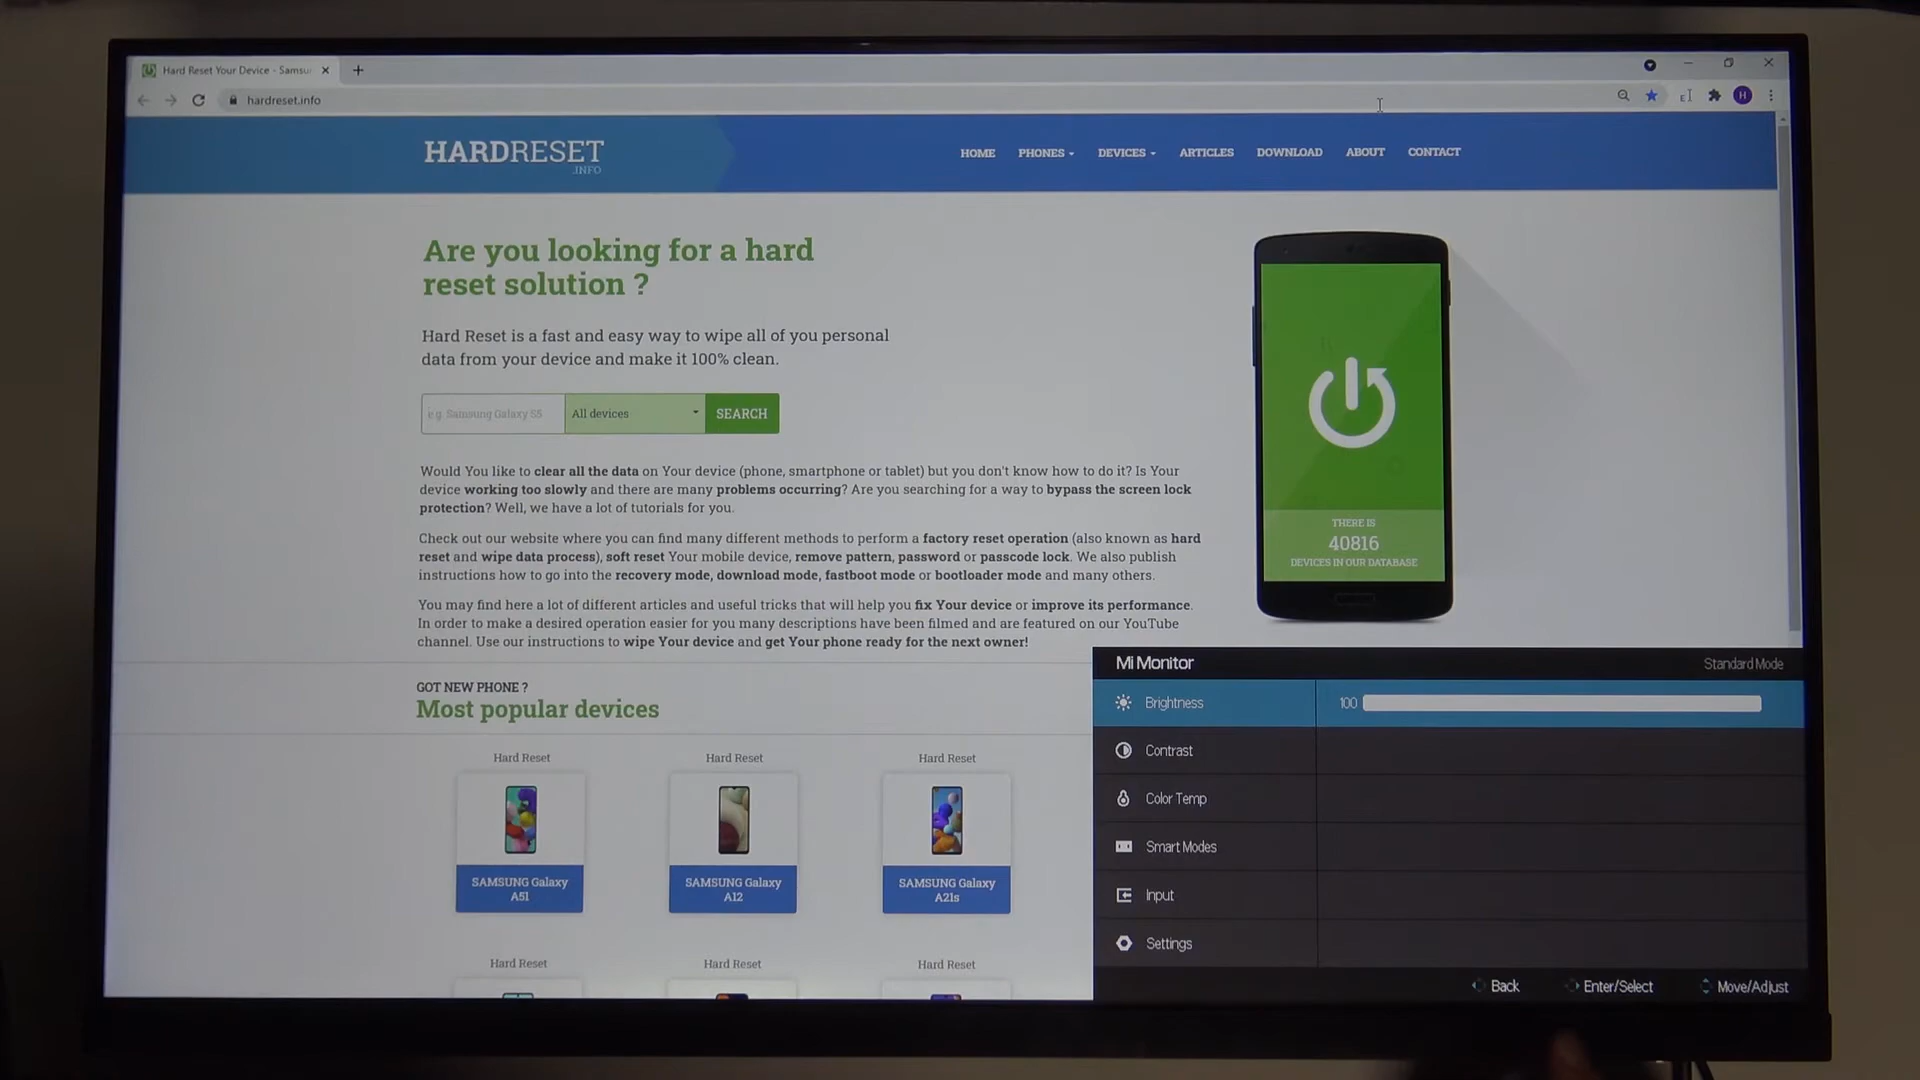 Hard Reset Your Device - Samsu
hardreset.info
H
HARDRESET
.INFO
HOME PHONES DEVICES ARTICLES DOWNLOAD ABOUT CONTACT
Are you looking for a hard
reset solution ?
Hard Reset is a fast and easy way to wipe all of you personal
data from your device and make it 100% clean.
e.g. Samsung Galaxy S5 All devices SEARCH
Would You like to clear all the data on Your device (phone, smartphone or tablet) but you don't know how to do it? Is Your
device working too slowly and there are many problems occurring? Are you searching for a way to bypass the screen lock
protection? Well, we have a lot of tutorials for you.
Check out our website where you can find many different methods to perform a factory reset operation (also known as hard
reset and wipe data process), soft reset Your mobile device, remove pattern, password or passcode lock. We also publish
instructions how to go into the recovery mode, download mode, fastboot mode or bootloader mode and many others.
You may find here a lot of different articles and useful tricks that will help you fix Your device or improve its performance.
In order to make a desired operation easier for you many descriptions have been filmed and are featured on our YouTube
channel. Use our instructions to wipe Your device and get Your phone ready for the next owner!
THERE IS
40816
DEVICES IN OUR DATABASE
GOT NEW PHONE ?
Most popular devices
Hard Reset Hard Reset Hard Reset
SAMSUNG Galaxy
A51
SAMSUNG Galaxy
A12
SAMSUNG Galaxy
A21s
Hard Reset Hard Reset Hard Reset
Mi Monitor Standard Mode
Brightness 100
Contrast
Color Temp
Smart Modes
Input
Settings
Back Enter/Select Move/Adjust